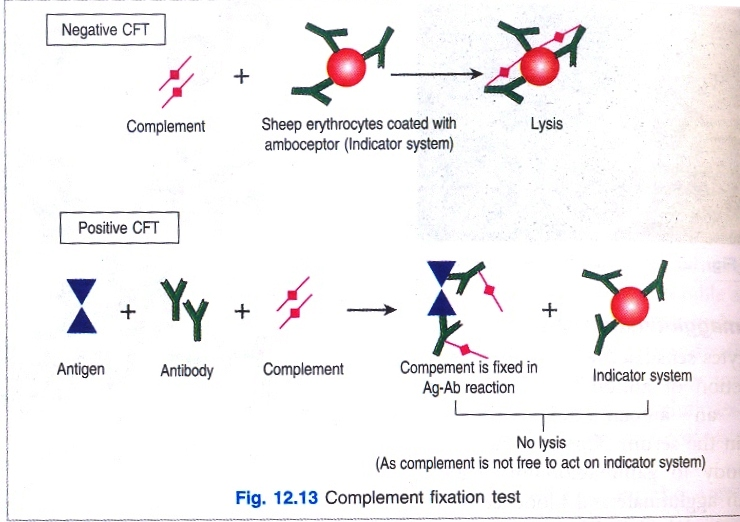 Negative CFT
+
Complement
Sheep erythrocytes coated with
amboceptor (Indicator system)
Lysis
Positive CFT
+ + +
Antigen
Antibody
Complement
Compement is fixed in
Ag-Ab reaction
Indicator system
No lysis
(As complement is not free to act on indicator system)
Fig. 12.13 Complement fixation test